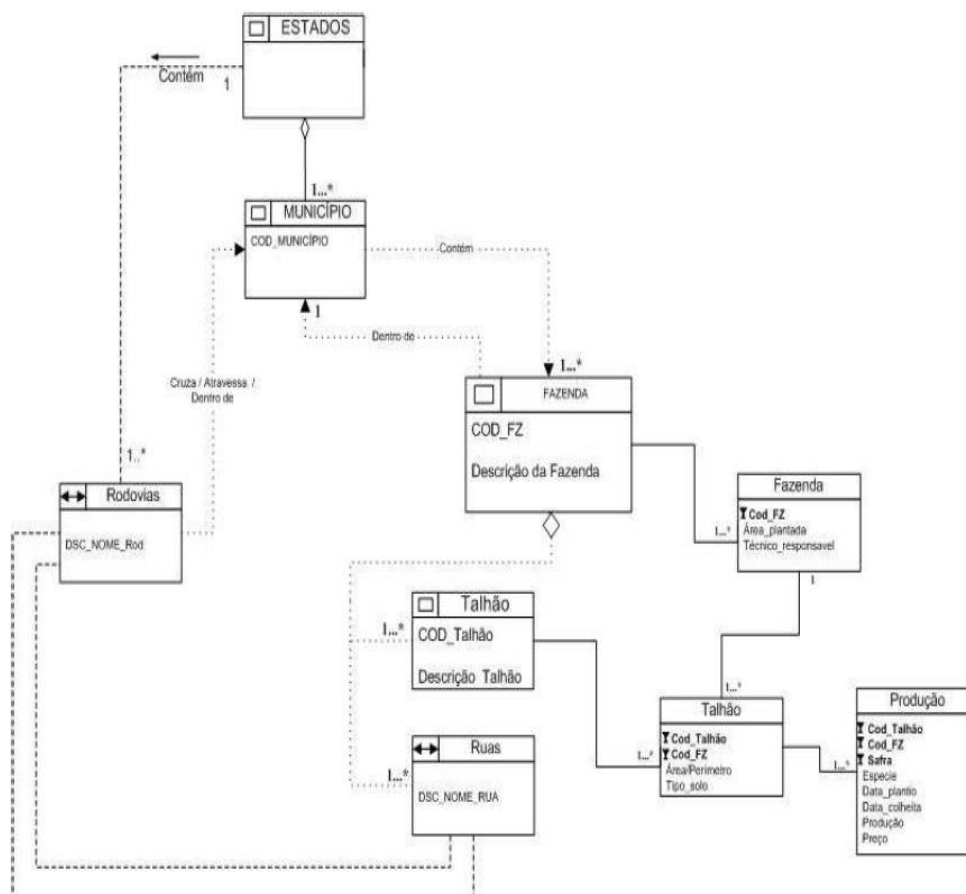 ESTADOS
Contém
1
1...*
MUNICÍPIO
COD_MUNICÍPIO
Contém
1
Dentro de
1...*
Cruza / Atravessa /
Dentro de
FAZENDA
COD_FZ
Descrição da Fazenda
1..*
Rodovias
DSC_NOME_Rod
Fazenda
Cod_FZ
Área_plantada
Técnico_responsavel
1...*
1
Talhão
COD_Talhão
Descrição Talhão
1...*
1...*
Talhão
Cod_Talhão
Cod_FZ
Área/Perimetro
Tipo_solo
1...*
Produção
Cod_Talhão
Cod_FZ
Safra
Especie
Data_plantio
Data_colheita
Produção
Preço
1...*
Ruas
DSC_NOME_RUA
1...*